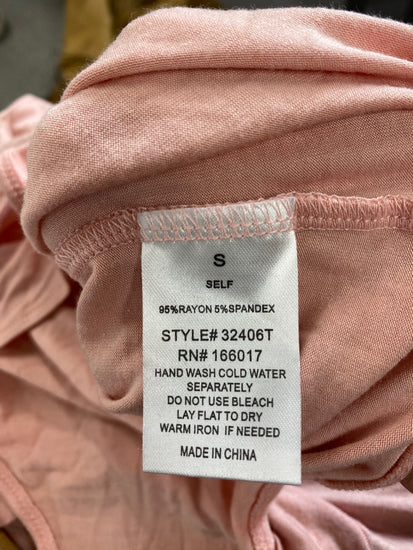 S
SELF
95%RAYON 5%SPANDEX
STYLE# 32406T
RN# 166017
HAND WASH COLD WATER
SEPARATELY
DO NOT USE BLEACH
LAY FLAT TO DRY
WARM IRON IF NEEDED
MADE IN CHINA